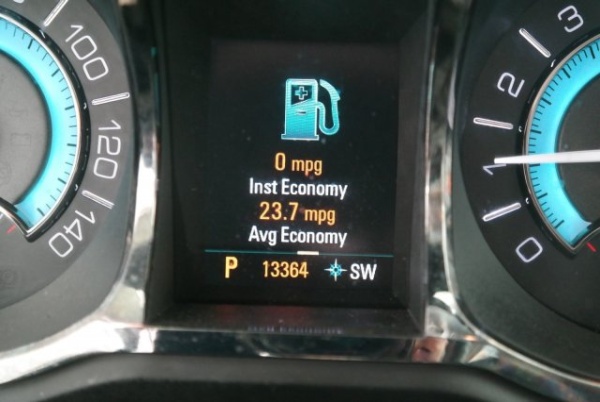 100
120
140
0 mpg
Inst Economy
23.7 mpg
Avg Economy
P 13364 SW
3
2
1
0